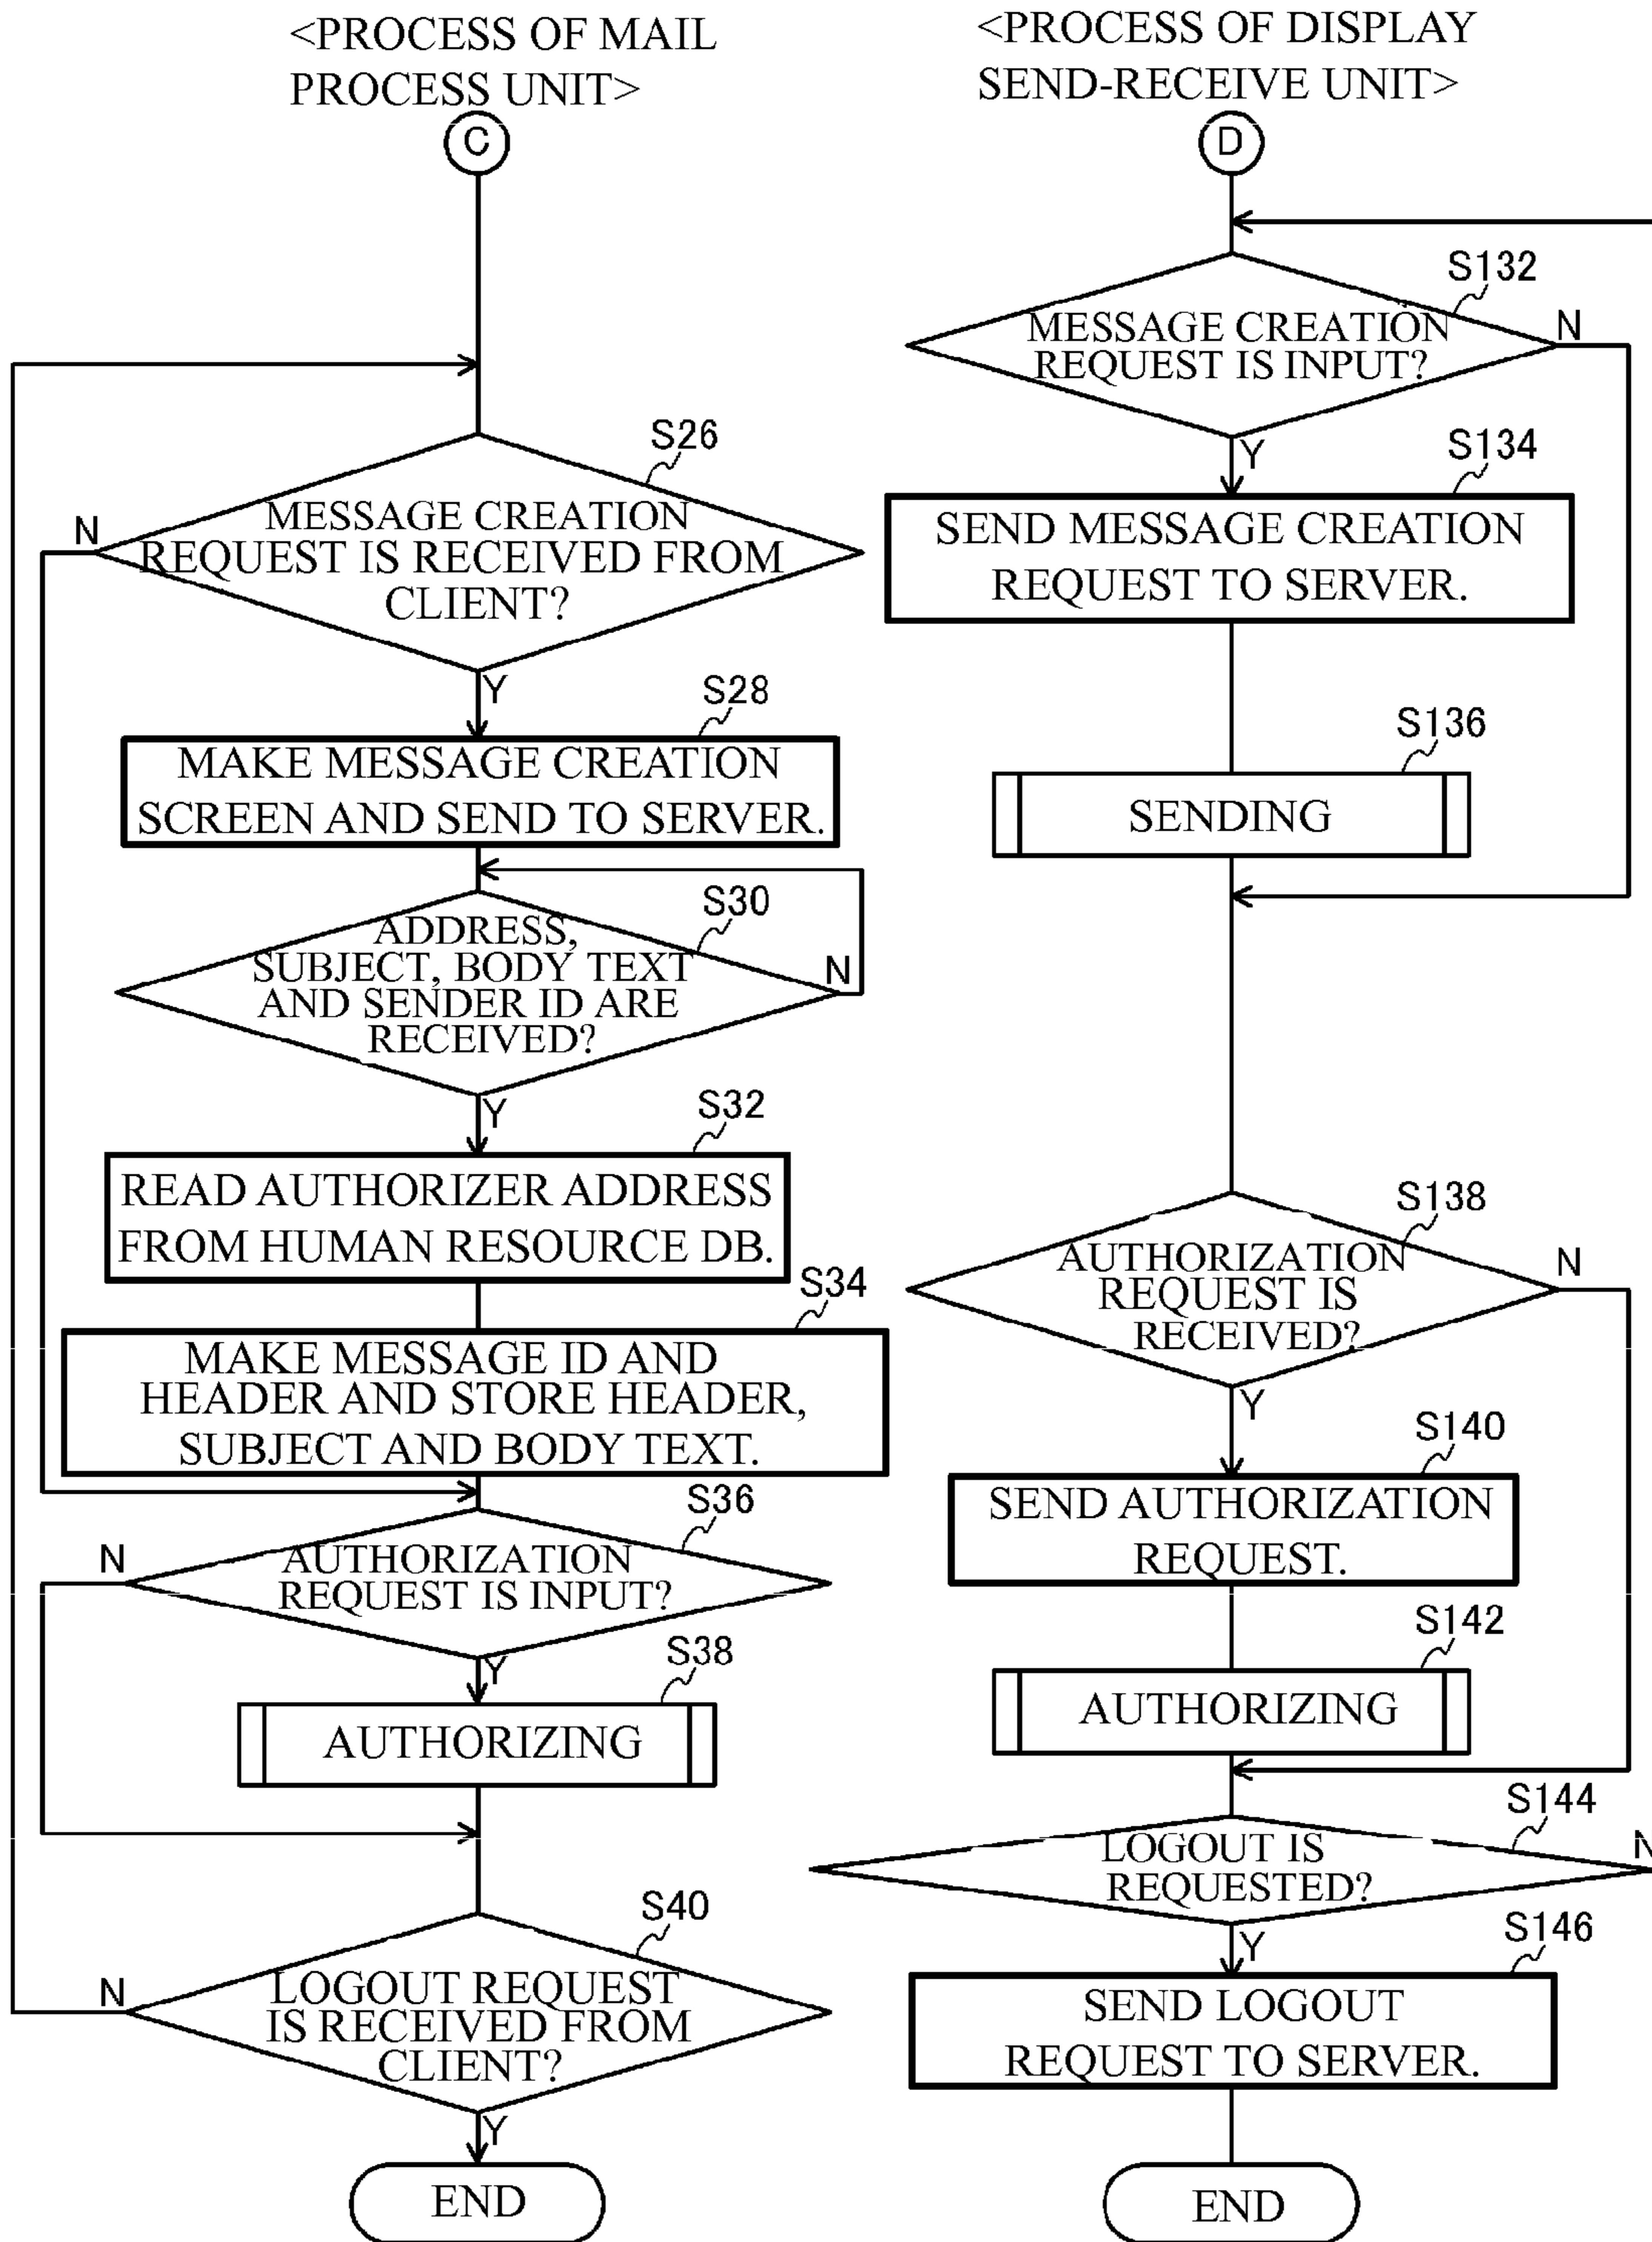 <PROCESS OF MAIL
PROCESS UNIT>
C
S26
MESSAGE CREATION
REQUEST IS RECEIVED FROM
CLIENT?
N
Y
S28
MAKE MESSAGE CREATION
SCREEN AND SEND TO SERVER.
S30
ADDRESS,
SUBJECT, BODY TEXT
AND SENDER ID ARE
RECEIVED?
N
Y
S32
READ AUTHORIZER ADDRESS
FROM HUMAN RESOURCE DB.
S34
MAKE MESSAGE ID AND
HEADER AND STORE HEADER,
SUBJECT AND BODY TEXT.
S36
AUTHORIZATION
REQUEST IS INPUT?
N
Y
S38
AUTHORIZING
S40
LOGOUT REQUEST
IS RECEIVED FROM
CLIENT?
N
Y
END
<PROCESS OF DISPLAY
SEND-RECEIVE UNIT>
D
S132
MESSAGE CREATION
REQUEST IS INPUT?
N
Y
S134
SEND MESSAGE CREATION
REQUEST TO SERVER.
S136
SENDING
S138
AUTHORIZATION
REQUEST IS
RECEIVED?
N
Y
S140
SEND AUTHORIZATION
REQUEST.
S142
AUTHORIZING
S144
LOGOUT IS
REQUESTED?
N
Y
S146
SEND LOGOUT
REQUEST TO SERVER.
END